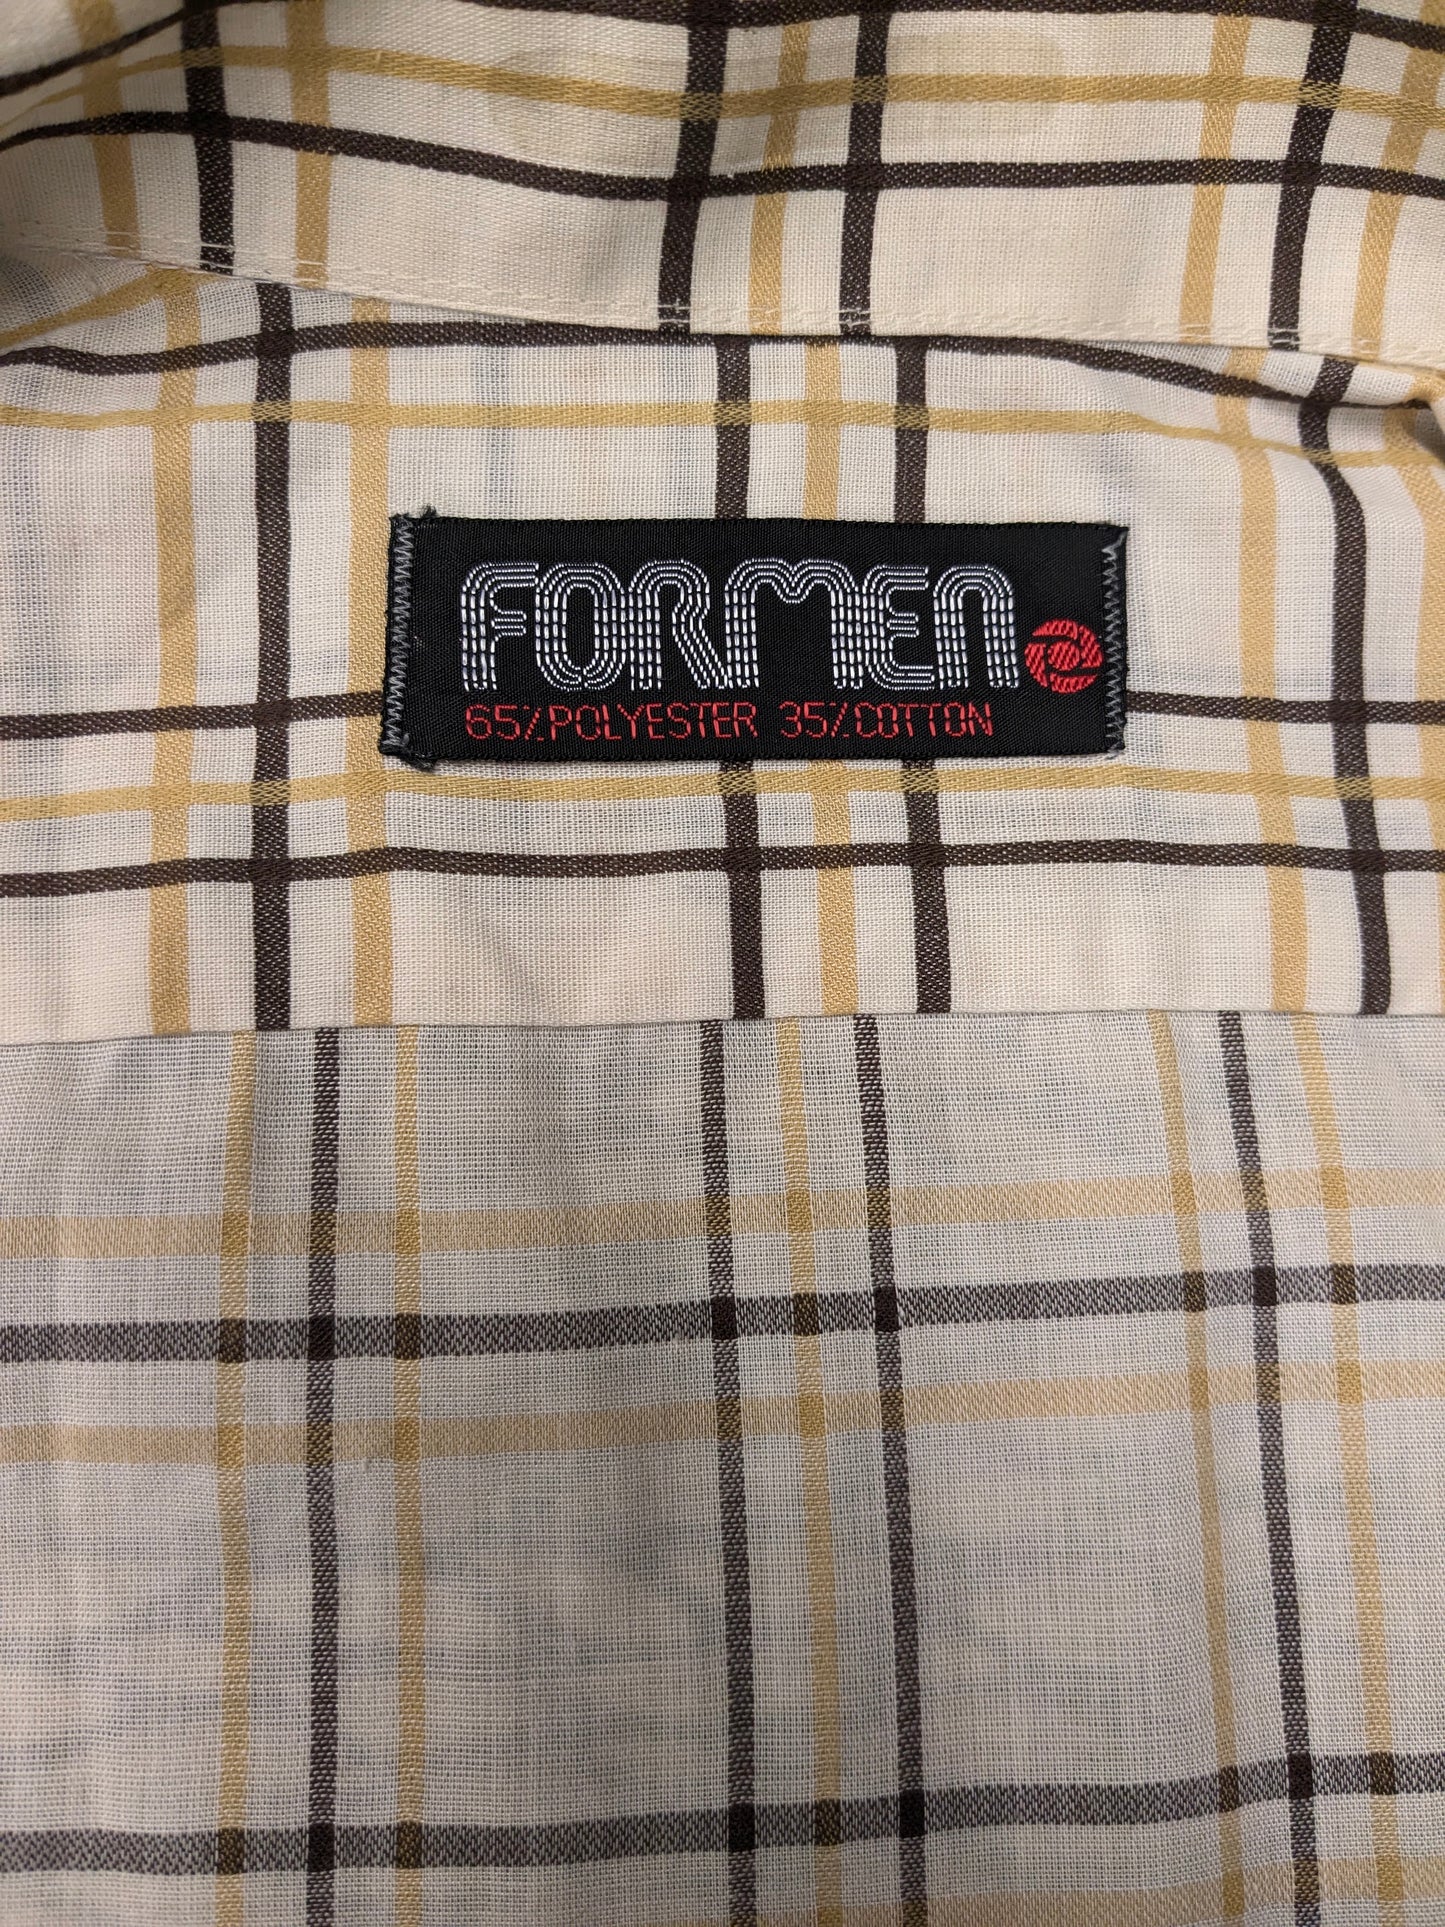 FORMEN
65% POLYESTER 35% COTTON